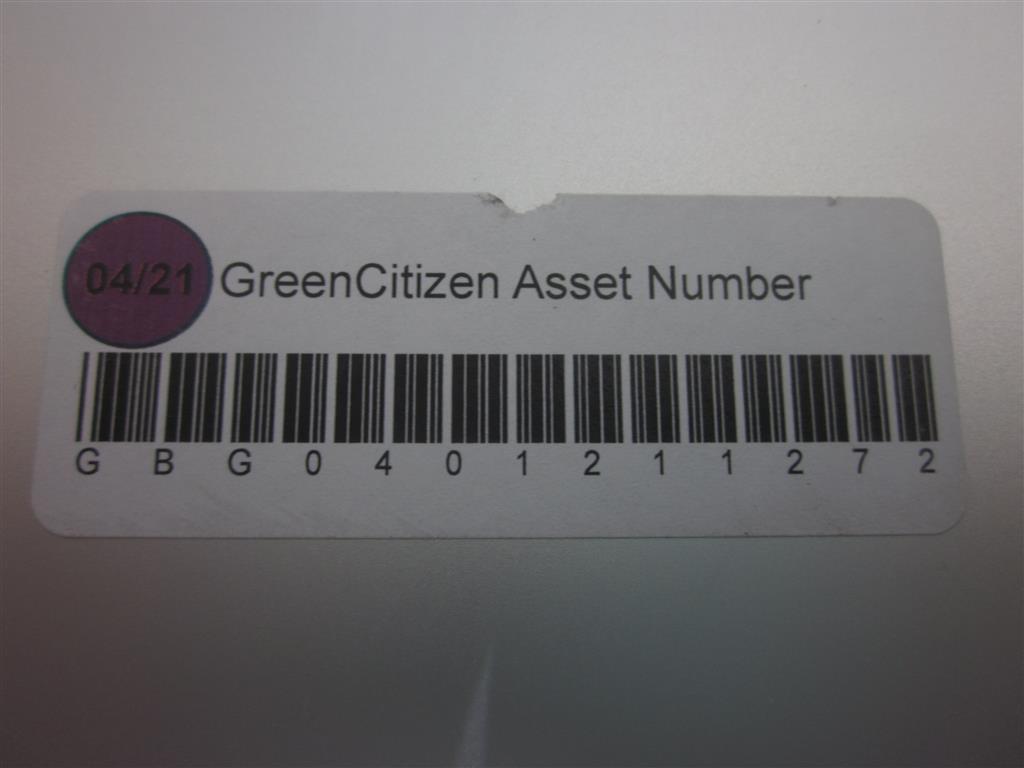 04/21 GreenCitizen Asset Number
G B G 0 4 0 1 2 1 1 2 7 2